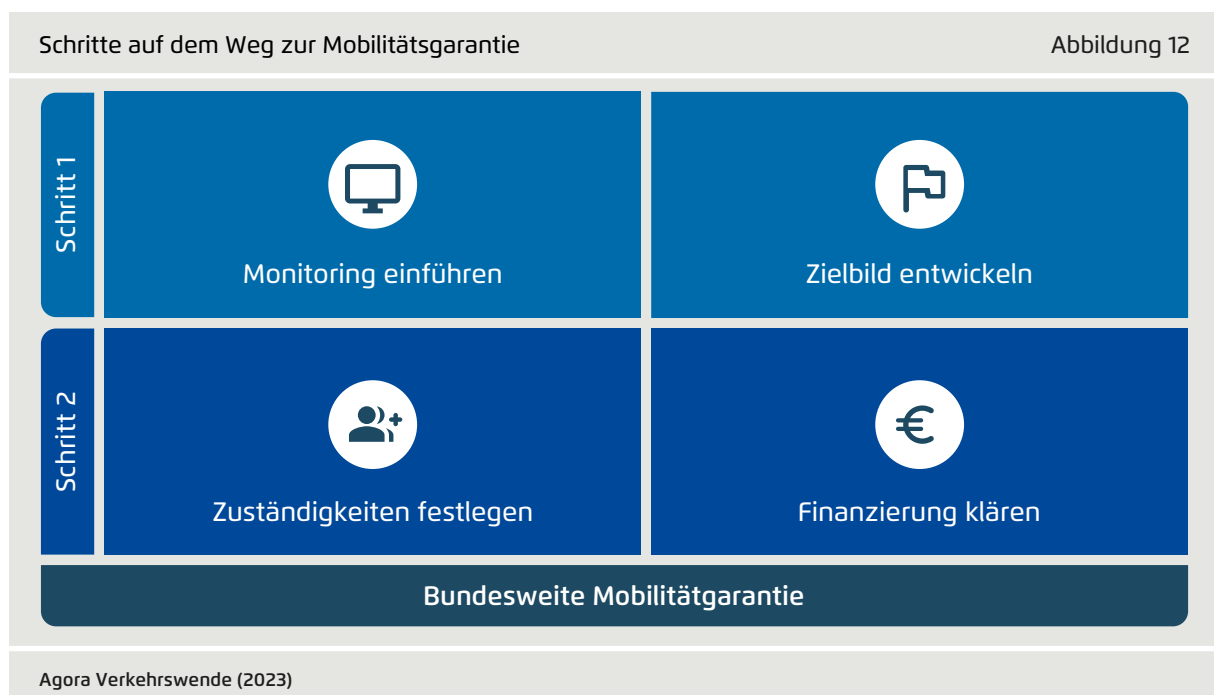 Schritte auf dem Weg zur Mobilitätsgarantie
Abbildung 12
Schritt 1
Monitoring einführen
Zielbild entwickeln
Schritt 2
Zuständigkeiten festlegen
Finanzierung klären
Bundesweite Mobilitätgarantie
Agora Verkehrswende (2023)